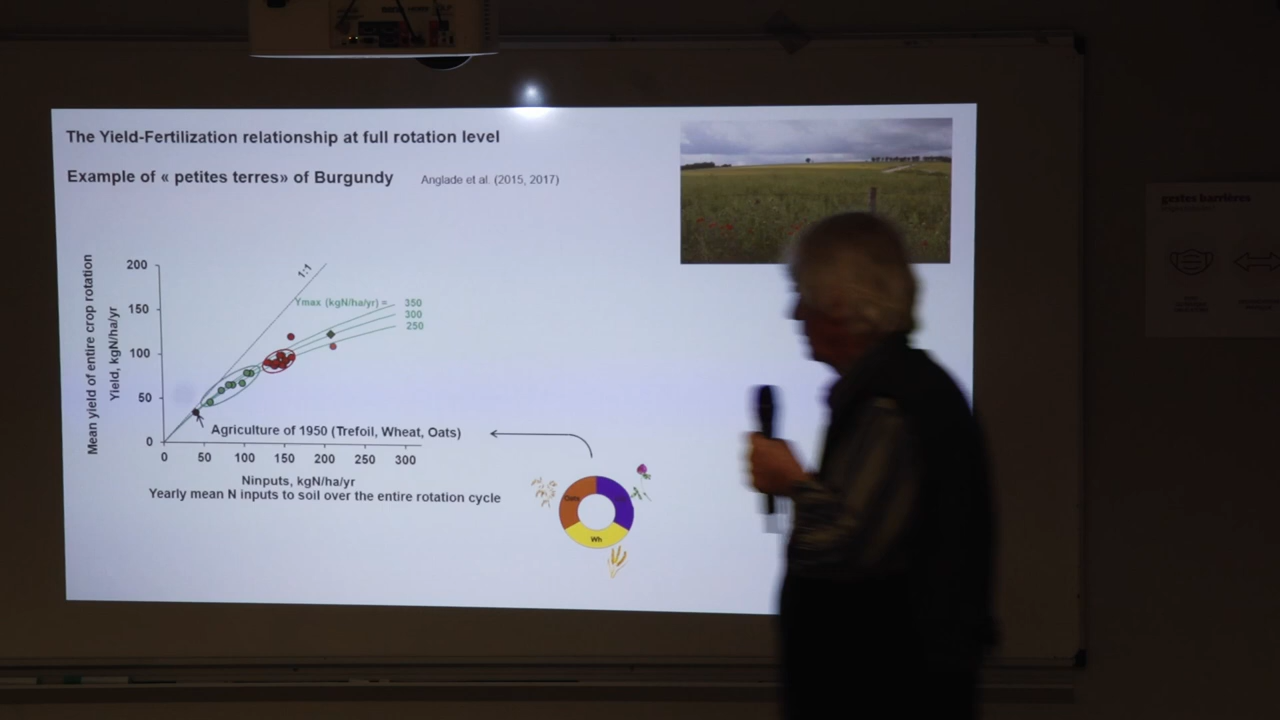 The Yield-Fertilization relationship at full rotation level
Example of « petites terres» of Burgundy
Anglade et al. (2015, 2017)
Mean yield of entire crop rotation
Yield, kgN/ha/yr
200
150
100
50
0
1:1
Ymax (kgN/ha/yr) =
350
300
250
Agriculture of 1950 (Trefoil, Wheat, Oats)
0 50 100 150 200 250 300
Ninputs, kgN/ha/yr
Yearly mean N inputs to soil over the entire rotation cycle
Oats
Wh
gestes barrières